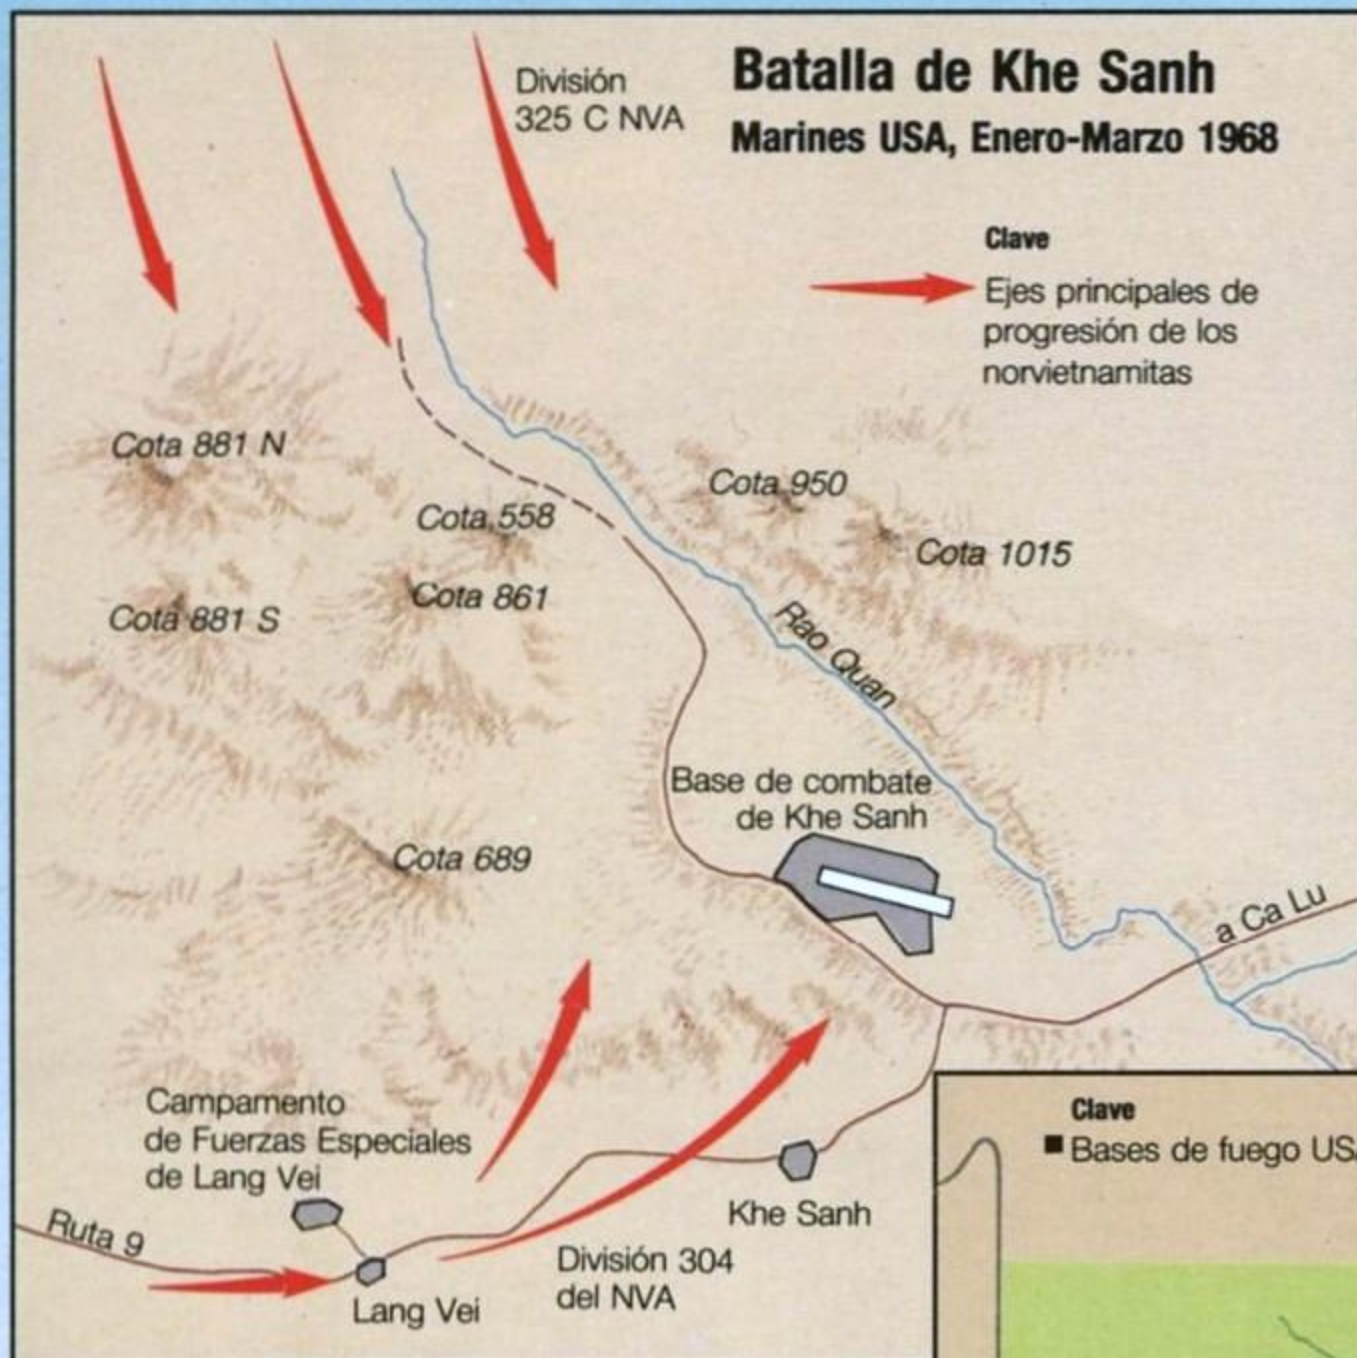 Batalla de Khe Sanh
Marines USA, Enero-Marzo 1968
División
325 C NVA
Clave
Ejes principales de
progresión de los
norvietnamitas
Cota 881 N
Cota 950
Cota 558
Cota 1015
Cota 861
Cota 881 S
Rao Quan
Base de combate
de Khe Sanh
Cota 689
a Ca Lu
Campamento
de Fuerzas Especiales
de Lang Vei
Khe Sanh
Ruta 9
División 304
del NVA
Lang Vei
Clave
Bases de fuego US